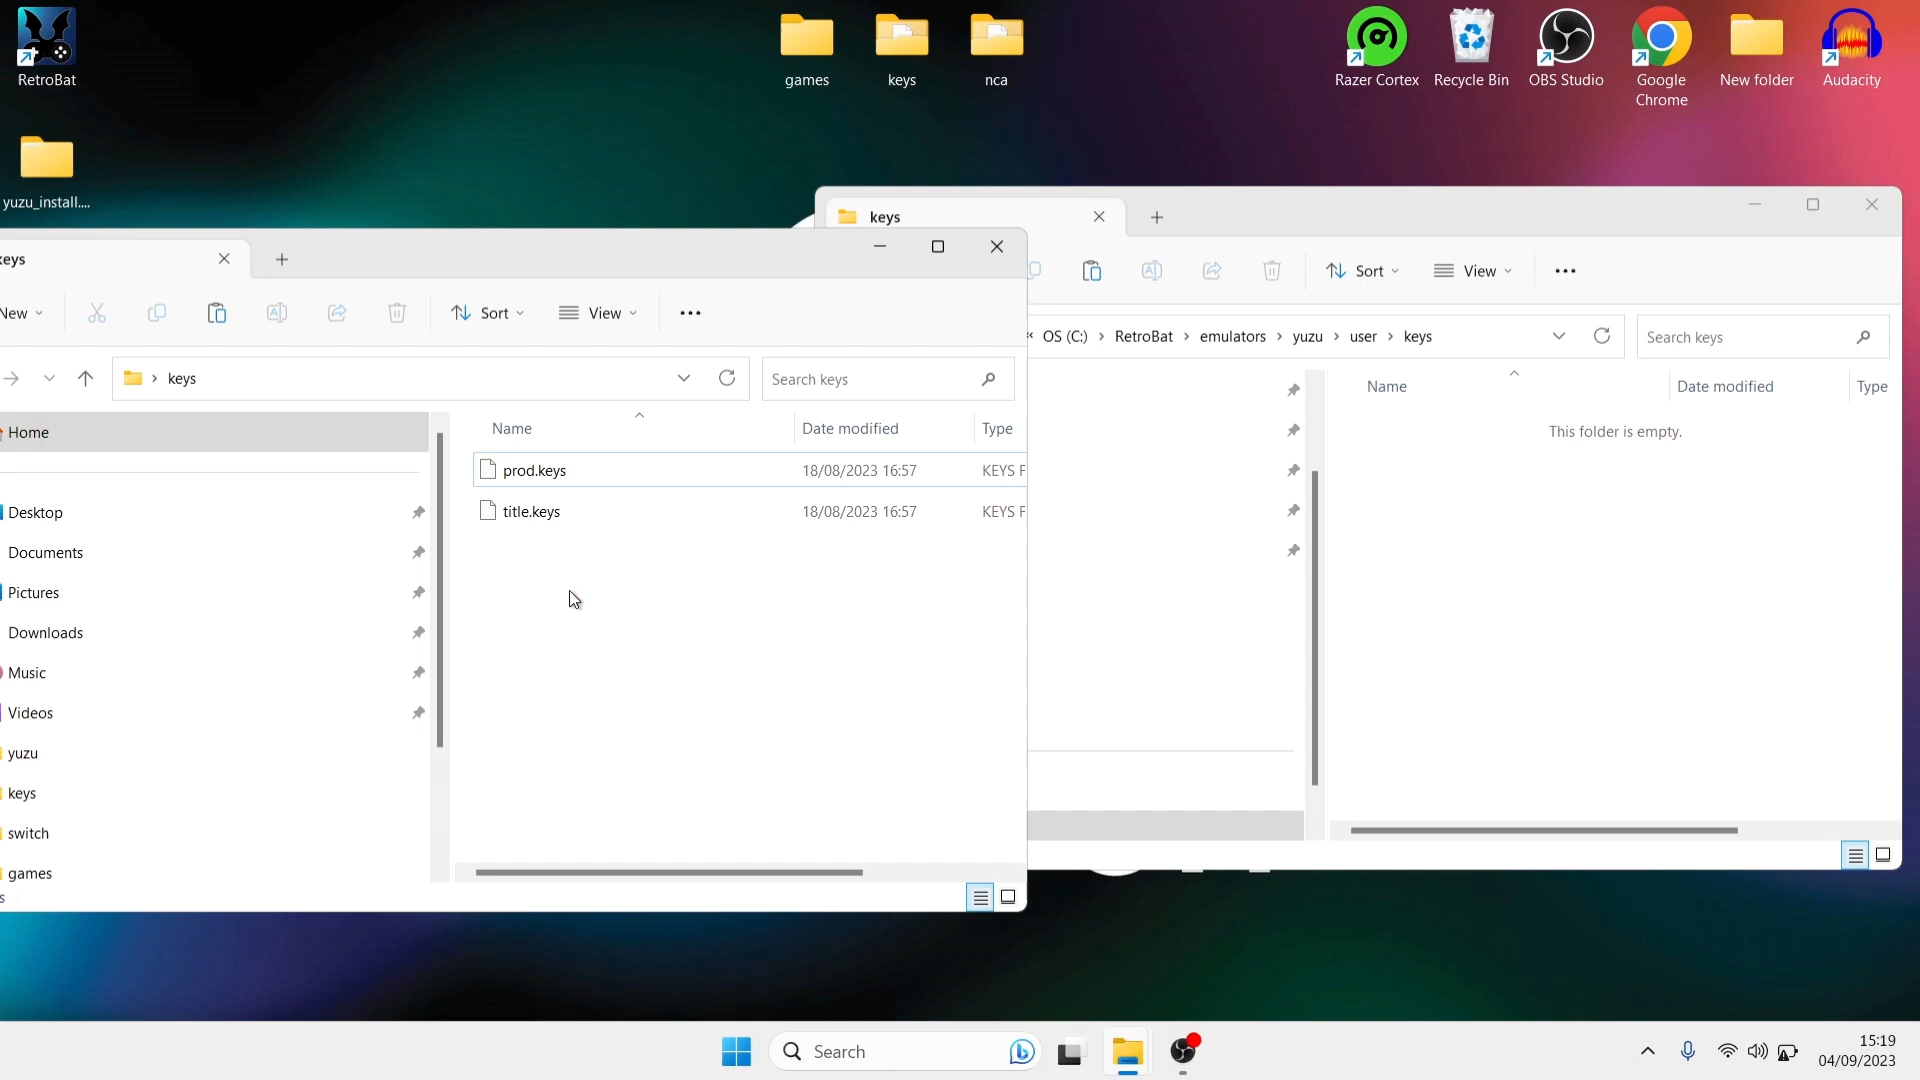 RetroBat
games
keys
nca
Razer Cortex
Recycle Bin
OBS Studio
Google
Chrome
New folder
Audacity
yuzu_install....
keys
Sort
View
OS (C:) › RetroBat › emulators › yuzu › user › keys
Search keys
Name
Date modified
Type
This folder is empty.
keys
New
Sort
View
› keys
Search keys
Home
Desktop
Documents
Pictures
Downloads
Music
Videos
yuzu
keys
switch
games
s
Name
Date modified
Type
prod.keys
18/08/2023 16:57
KEYS F
title.keys
18/08/2023 16:57
KEYS F
Search
15:19
04/09/2023